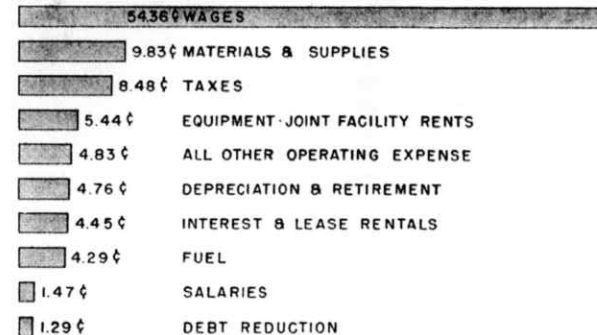 54.36¢ WAGES
9.83¢ MATERIALS & SUPPLIES
8.48¢ TAXES
5.44¢ EQUIPMENT-JOINT FACILITY RENTS
4.83¢ ALL OTHER OPERATING EXPENSE
4.76¢ DEPRECIATION & RETIREMENT
4.45¢ INTEREST & LEASE RENTALS
4.29¢ FUEL
1.47¢ SALARIES
1.29¢ DEBT REDUCTION